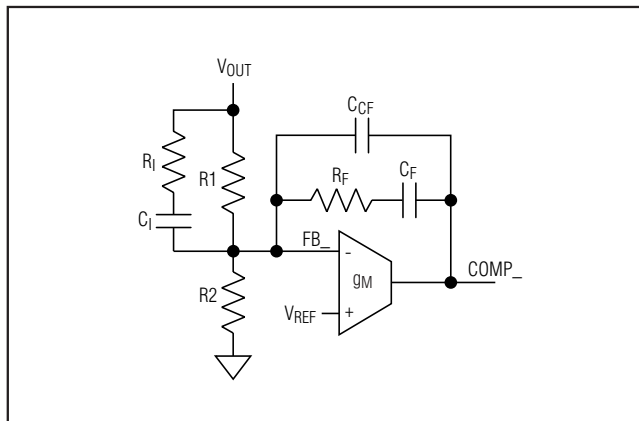 VOUT
CCF
RI
R1
RF
CF
CI
FB_
-
gM
COMP_
R2
VREF
+